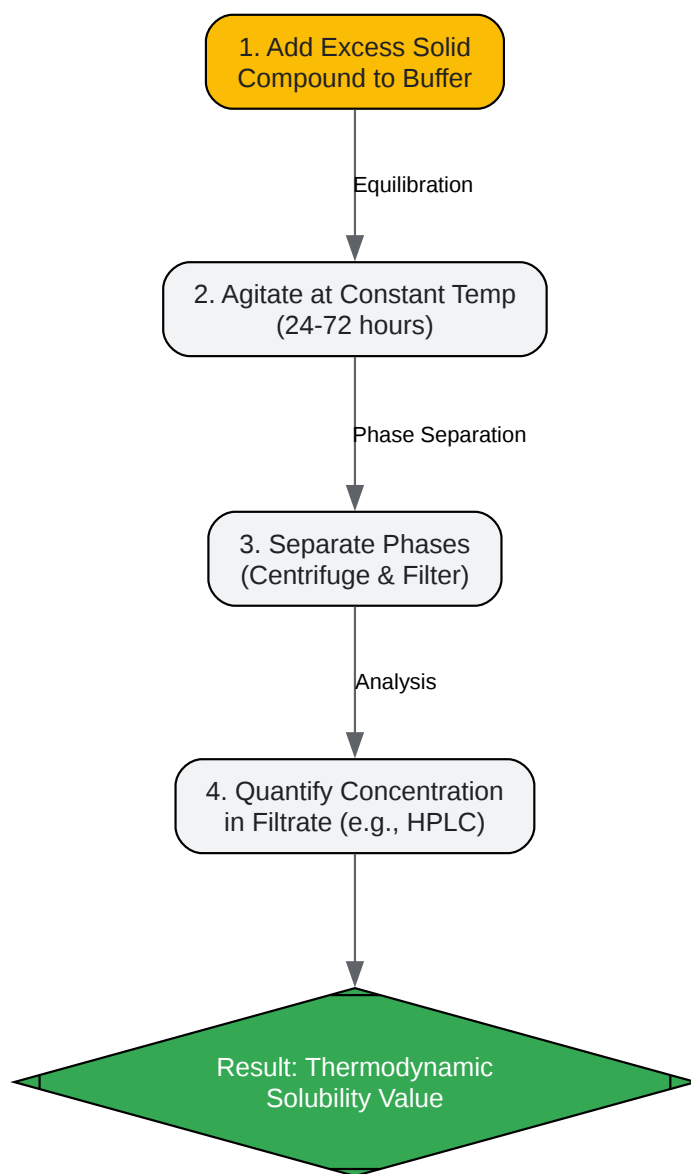 1. Add Excess Solid
Compound to Buffer
Equilibration
2. Agitate at Constant Temp
(24-72 hours)
Phase Separation
3. Separate Phases
(Centrifuge & Filter)
Analysis
4. Quantify Concentration
in Filtrate (e.g., HPLC)
Result: Thermodynamic
Solubility Value